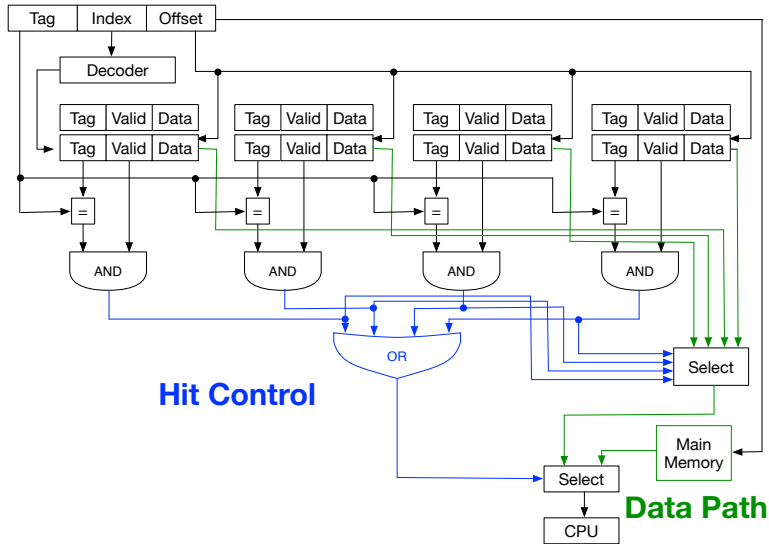 Tag Index Offset
Decoder
Tag Valid Data Tag Valid Data Tag Valid Data Tag Valid Data
Tag Valid Data Tag Valid Data Tag Valid Data Tag Valid Data
= = = =
AND AND AND AND
OR
Select
Hit Control
Main
Memory
Select
Data Path
CPU